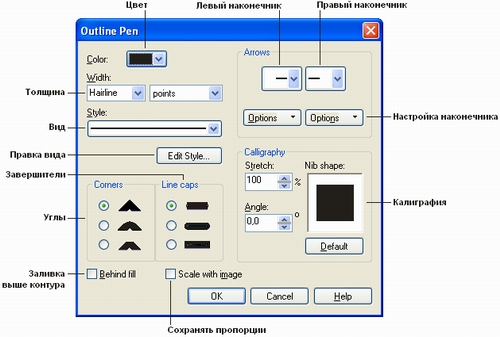 Цвет
Левый наконечник
Правый наконечник
Outline Pen
Color:
Arrows
Width:
Толщина
Hairline
points
Style:
Options
Options
Настройка наконечника
Вид
Правка вида
Edit Style...
Calligraphy
Завершители
Stretch:
Nib shape:
100
%
Corners
Line caps
Калиграфия
Angle:
0,0
o
Углы
Default
Заливка
выше контура
Behind fill
Scale with image
OK
Cancel
Help
Сохранять пропорции